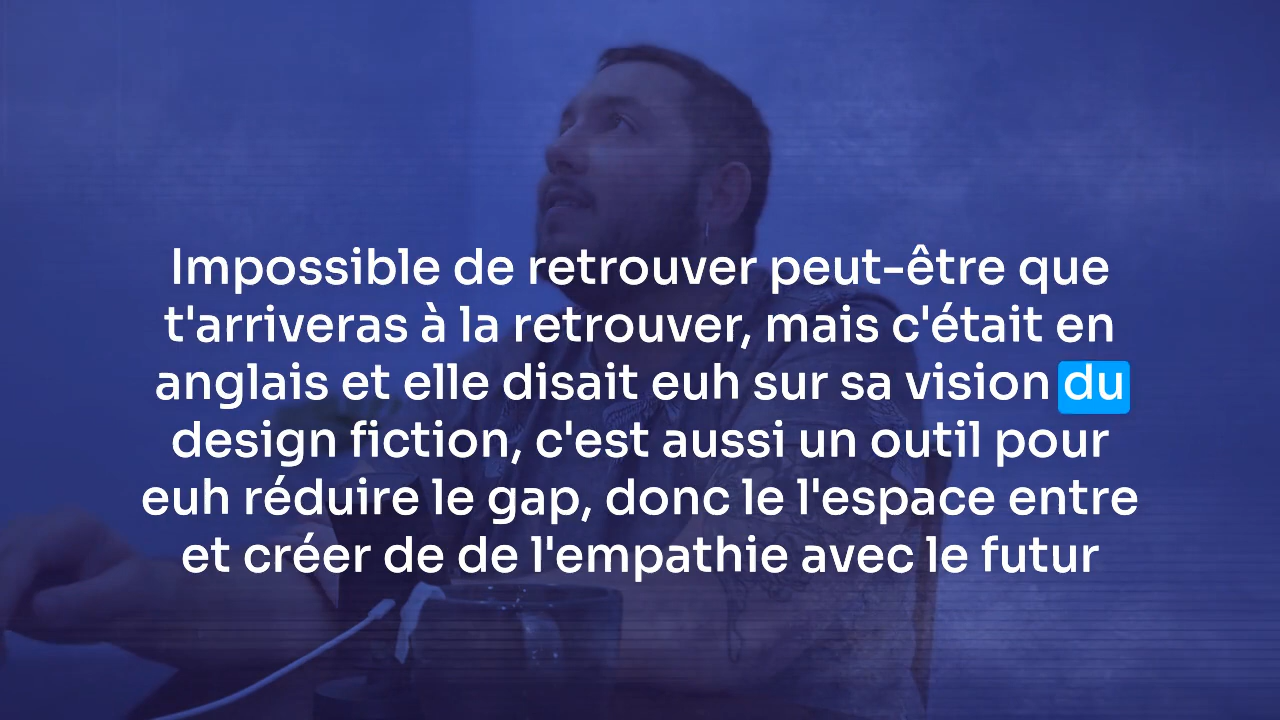 Impossible de retrouver peut-être que
t'arriveras à la retrouver, mais c'était en
anglais et elle disait euh sur sa vision du
design fiction, c'est aussi un outil pour
euh réduire le gap, donc le l'espace entre
et créer de de l'empathie avec le futur